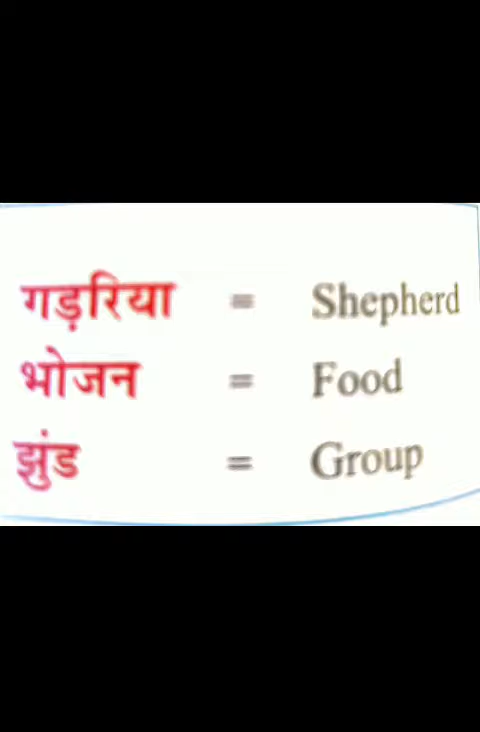 गड़रिया = Shepherd
भोजन = Food
झुंड = Group